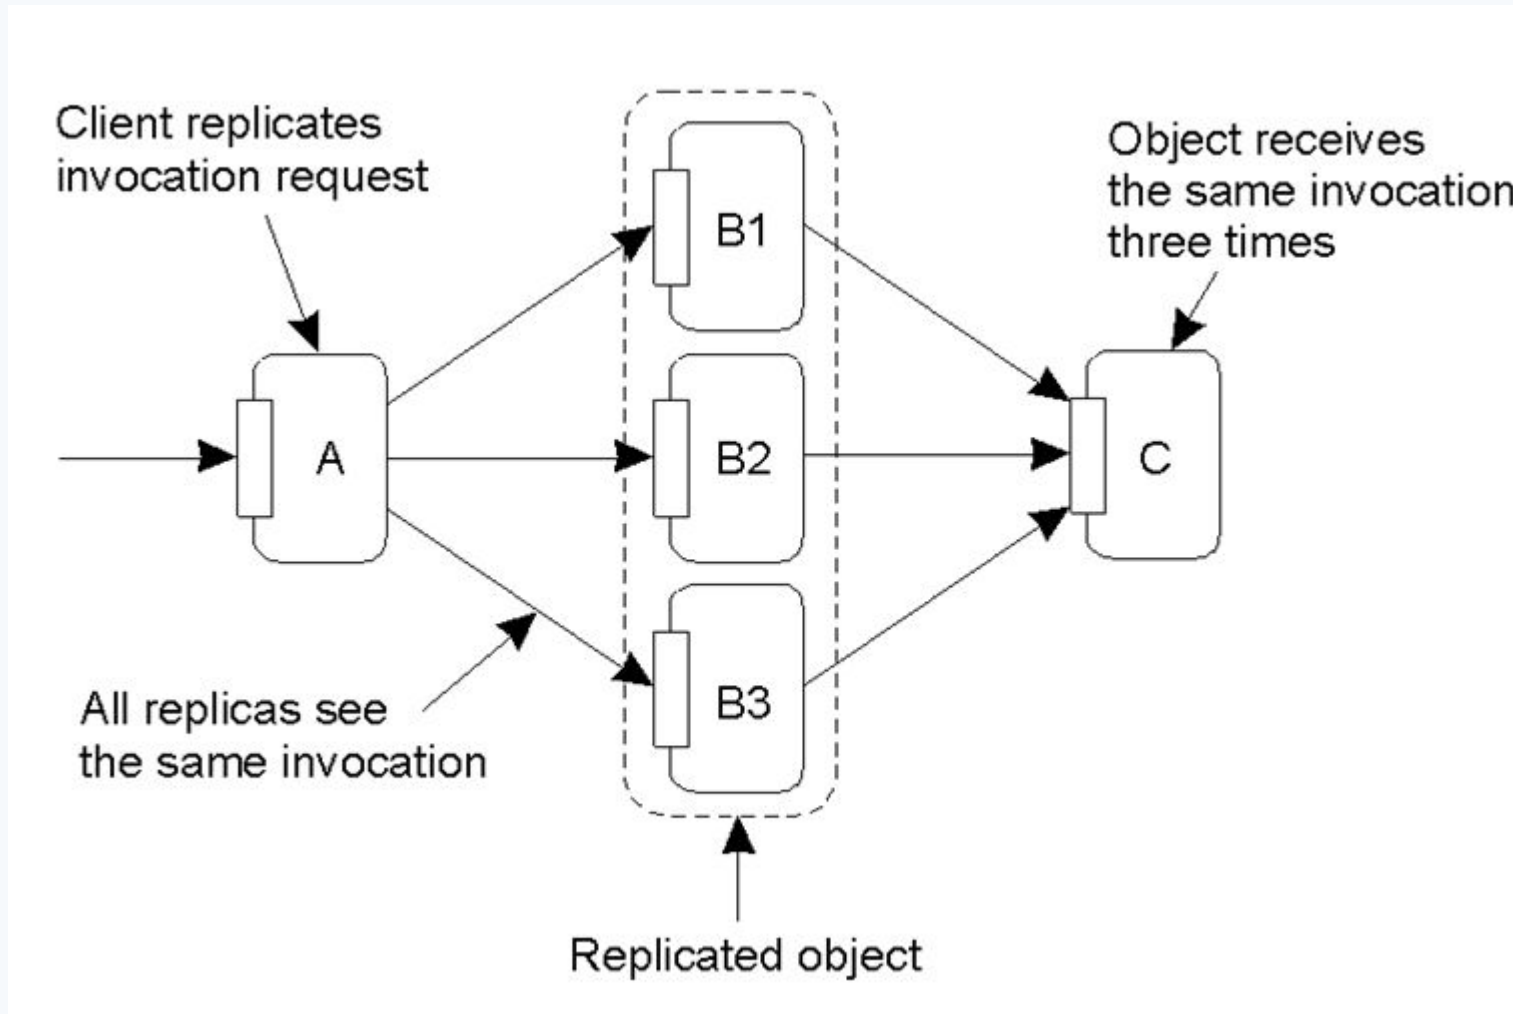 Client replicates
invocation request
Object receives
the same invocation
three times
B1
A
B2
C
B3
All replicas see
the same invocation
Replicated object